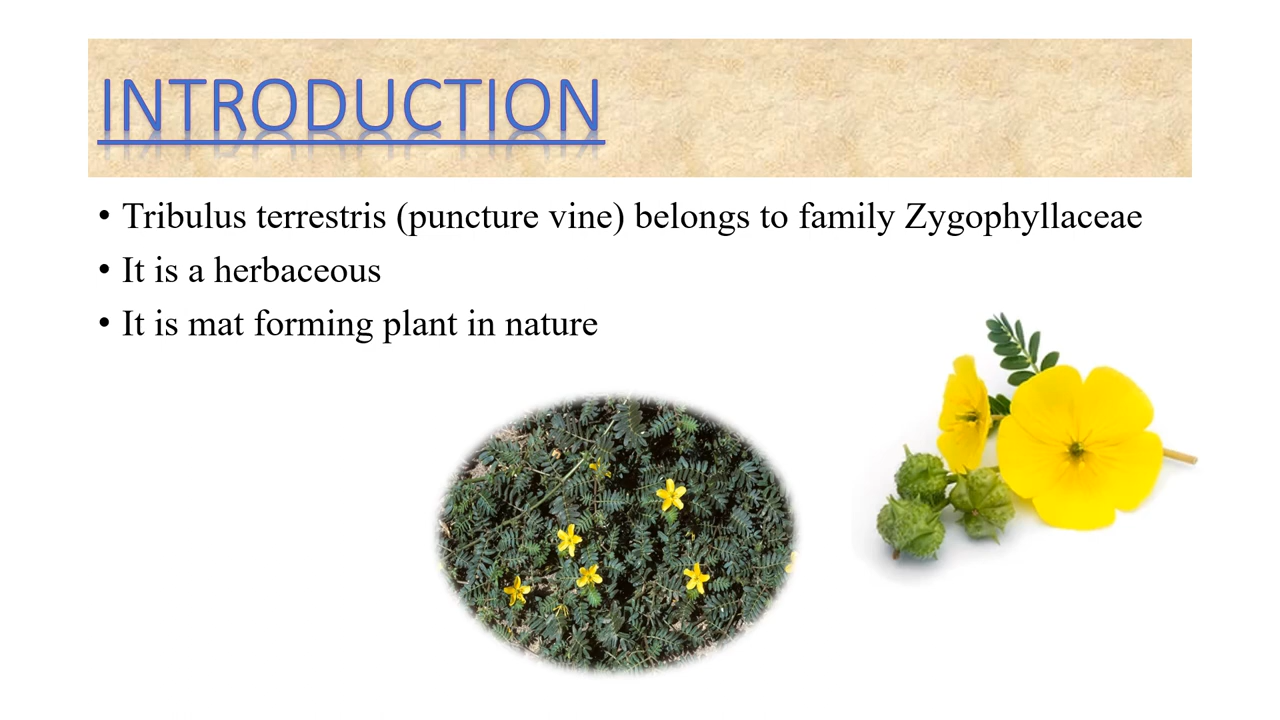 INTRODUCTION
• Tribulus terrestris (puncture vine) belongs to family Zygophyllaceae
• It is a herbaceous
• It is mat forming plant in nature